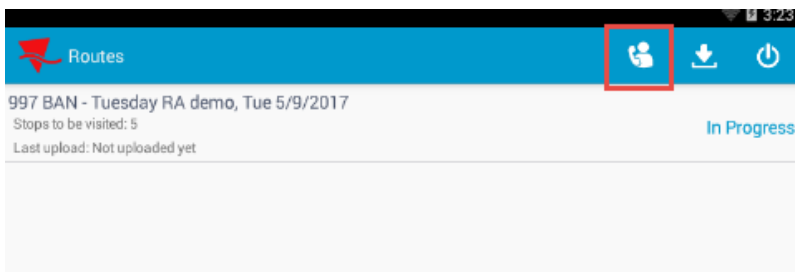 3:23
Routes
997 BAN - Tuesday RA demo, Tue 5/9/2017
Stops to be visited: 5
In Progress
Last upload: Not uploaded yet